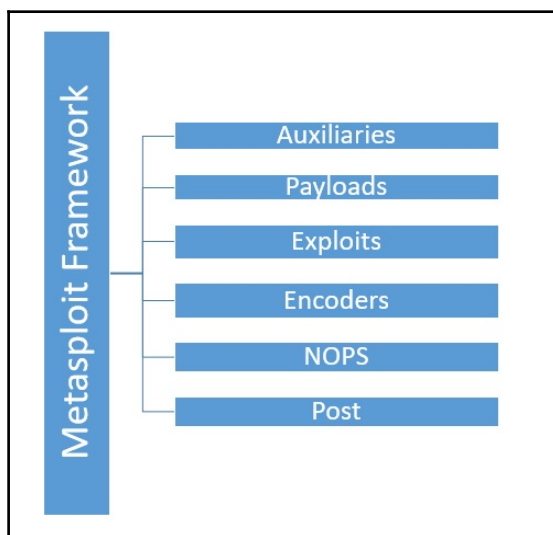 Metasploit Framework
Auxiliaries
Payloads
Exploits
Encoders
NOPS
Post